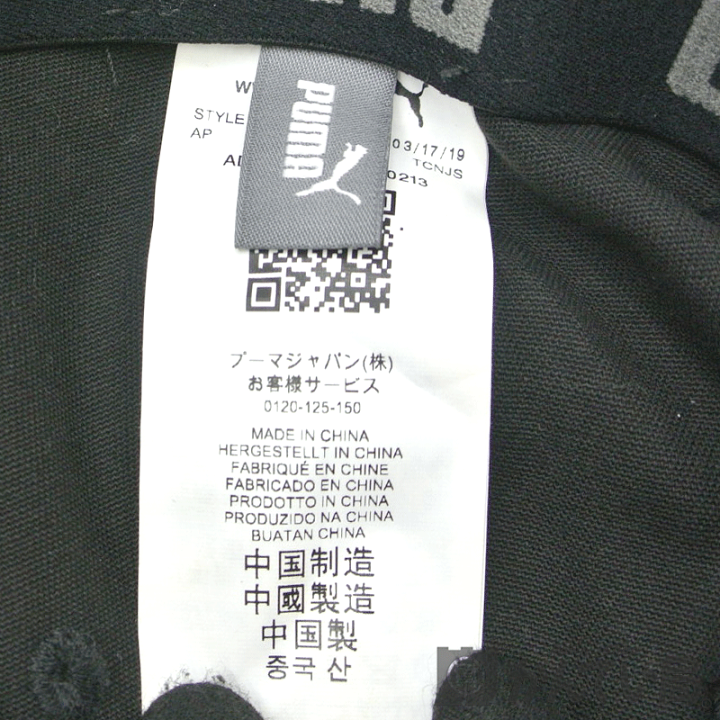 PUMA
STYLE
03/17/19
AP
TCNJS
0213
プーマジャパン(株)
お客様サービス
0120-125-150
MADE IN CHINA
HERGESTELLT IN CHINA
FABRIQUÉ EN CHINE
FABRICADO EN CHINA
PRODOTTO IN CHINA
PRODUZIDO NA CHINA
BUATAN CHINA
中国制造
中國製造
中国製
중국 산